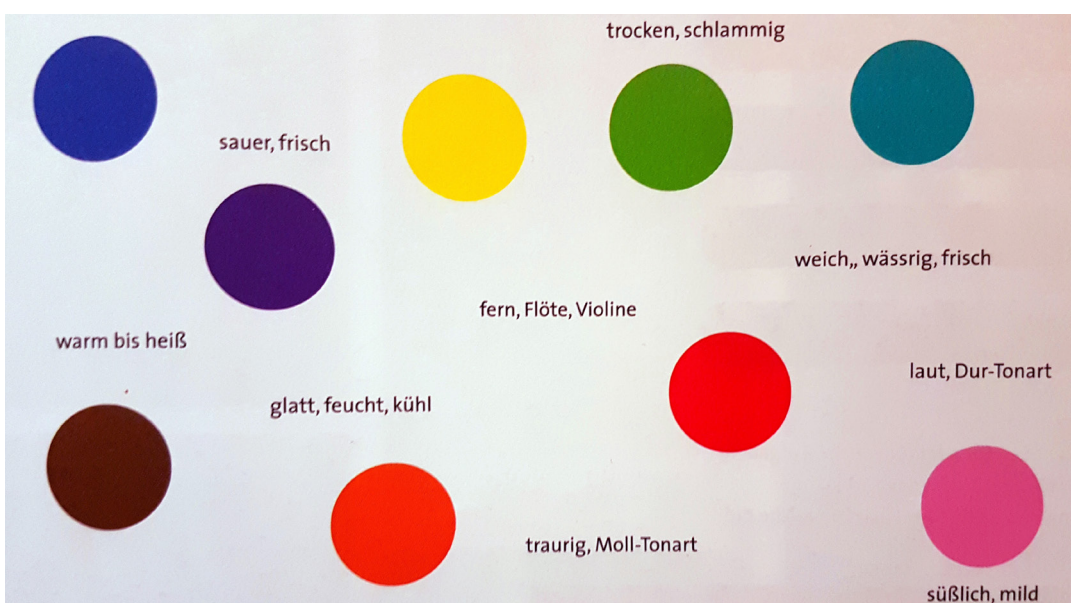 trocken, schlammig
sauer, frisch
weich,, wässrig, frisch
fern, Flöte, Violine
warm bis heiß
laut, Dur-Tonart
glatt, feucht, kühl
traurig, Moll-Tonart
süßlich, mild